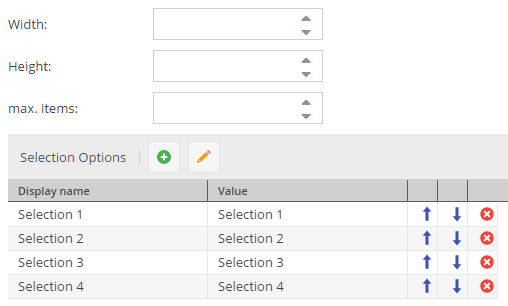 Width:
Height:
max. items:
Selection Options
Display name Value
Selection 1 Selection 1
Selection 2 Selection 2
Selection 3 Selection 3
Selection 4 Selection 4